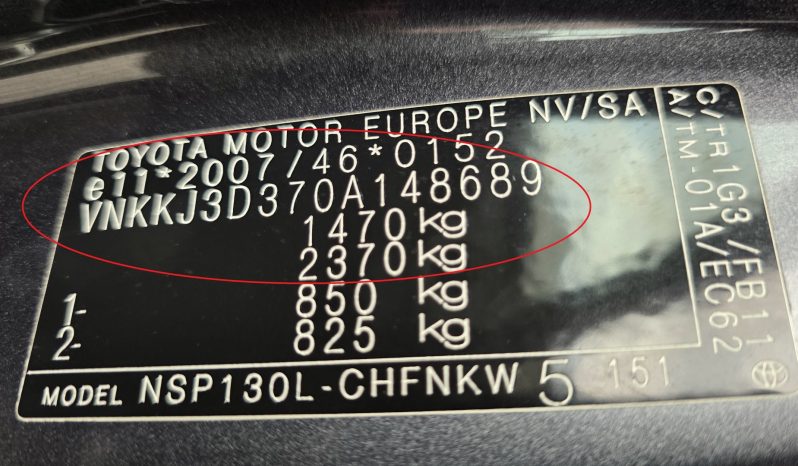 TOYOTA MOTOR EUROPE NV/SA
e11*2007/46*0152
VNKKJ3D370A148689
1470 kg
2370 kg
1- 850 kg
2- 825 kg
MODEL NSP130L-CHFNKW 5 151
C/TR1G3/FB11
A/TM-01A/EC62